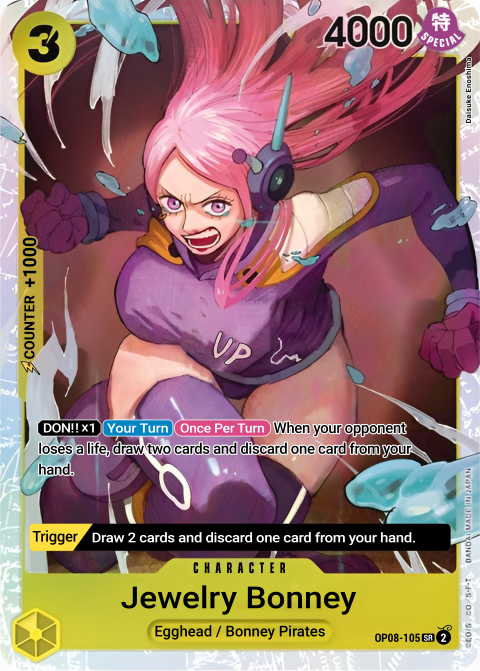 3
4000
特
SPECIAL
Daisuke Enoshima
COUNTER +1000
UP
DON!! ×1 Your Turn Once Per Turn When your opponent
loses a life, draw two cards and discard one card from your
hand.
Trigger Draw 2 cards and discard one card from your hand.
CHARACTER
Jewelry Bonney
Egghead / Bonney Pirates
OP08-105 SR 2
©E.O/S. ©O./S.-F.-T. BANDAI MADE IN JAPAN